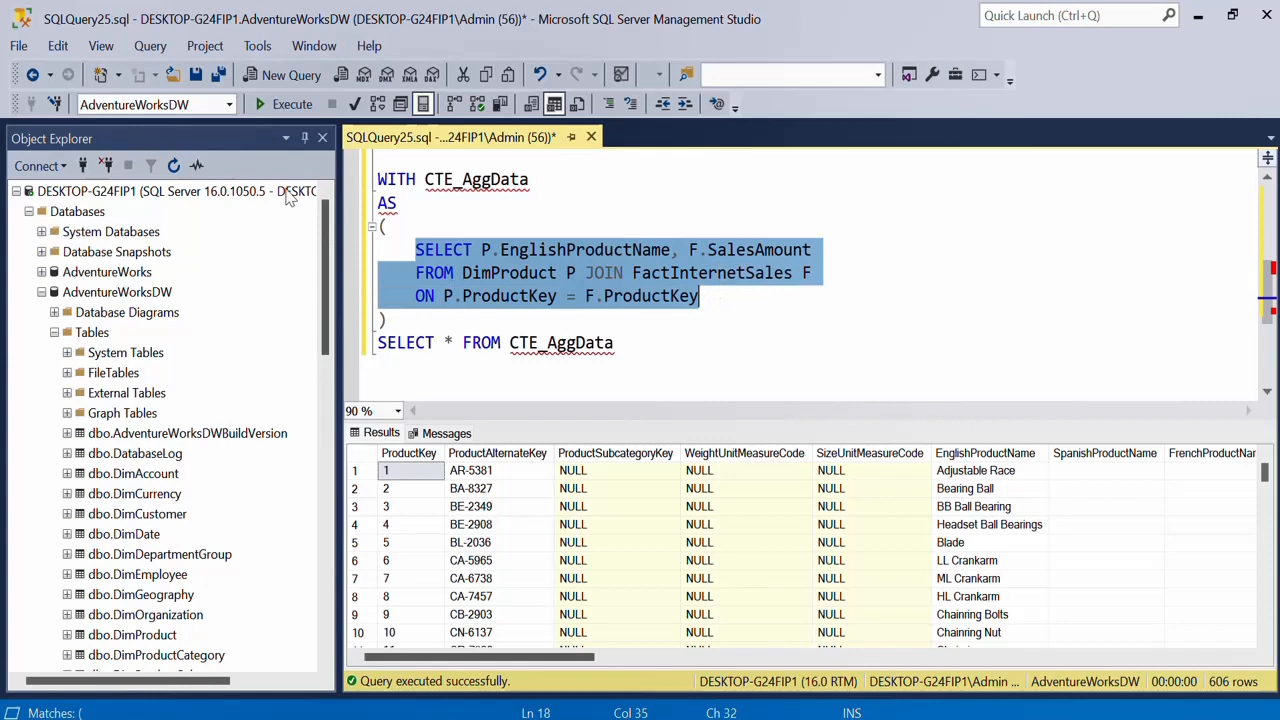 SQLQuery25.sql - DESKTOP-G24FIP1.AdventureWorksDW (DESKTOP-G24FIP1\Admin (56))* - Microsoft SQL Server Management Studio
Quick Launch (Ctrl+Q)
File Edit View Query Project Tools Window Help
New Query
AdventureWorksDW Execute
Object Explorer
SQLQuery25.sql -...24FIP1\Admin (56))*
Connect
DESKTOP-G24FIP1 (SQL Server 16.0.1050.5 - DESKTO
Databases
System Databases
Database Snapshots
AdventureWorks
AdventureWorksDW
Database Diagrams
Tables
System Tables
FileTables
External Tables
Graph Tables
dbo.AdventureWorksDWBuildVersion
dbo.DatabaseLog
dbo.DimAccount
dbo.DimCurrency
dbo.DimCustomer
dbo.DimDate
dbo.DimDepartmentGroup
dbo.DimEmployee
dbo.DimGeography
dbo.DimOrganization
dbo.DimProduct
dbo.DimProductCategory
WITH CTE_AggData
AS
(
SELECT P.EnglishProductName, F.SalesAmount
FROM DimProduct P JOIN FactInternetSales F
ON P.ProductKey = F.ProductKey
)
SELECT * FROM CTE_AggData
90 %
Results Messages
ProductKey ProductAlternateKey ProductSubcategoryKey WeightUnitMeasureCode SizeUnitMeasureCode EnglishProductName SpanishProductName FrenchProductNar
1 1 AR-5381 NULL NULL NULL Adjustable Race
2 2 BA-8327 NULL NULL NULL Bearing Ball
3 3 BE-2349 NULL NULL NULL BB Ball Bearing
4 4 BE-2908 NULL NULL NULL Headset Ball Bearings
5 5 BL-2036 NULL NULL NULL Blade
6 6 CA-5965 NULL NULL NULL LL Crankarm
7 7 CA-6738 NULL NULL NULL ML Crankarm
8 8 CA-7457 NULL NULL NULL HL Crankarm
9 9 CB-2903 NULL NULL NULL Chainring Bolts
10 10 CN-6137 NULL NULL NULL Chainring Nut
Query executed successfully. DESKTOP-G24FIP1 (16.0 RTM) DESKTOP-G24FIP1\Admin ... AdventureWorksDW 00:00:00 606 rows
Matches: ( Ln 18 Col 35 Ch 32 INS